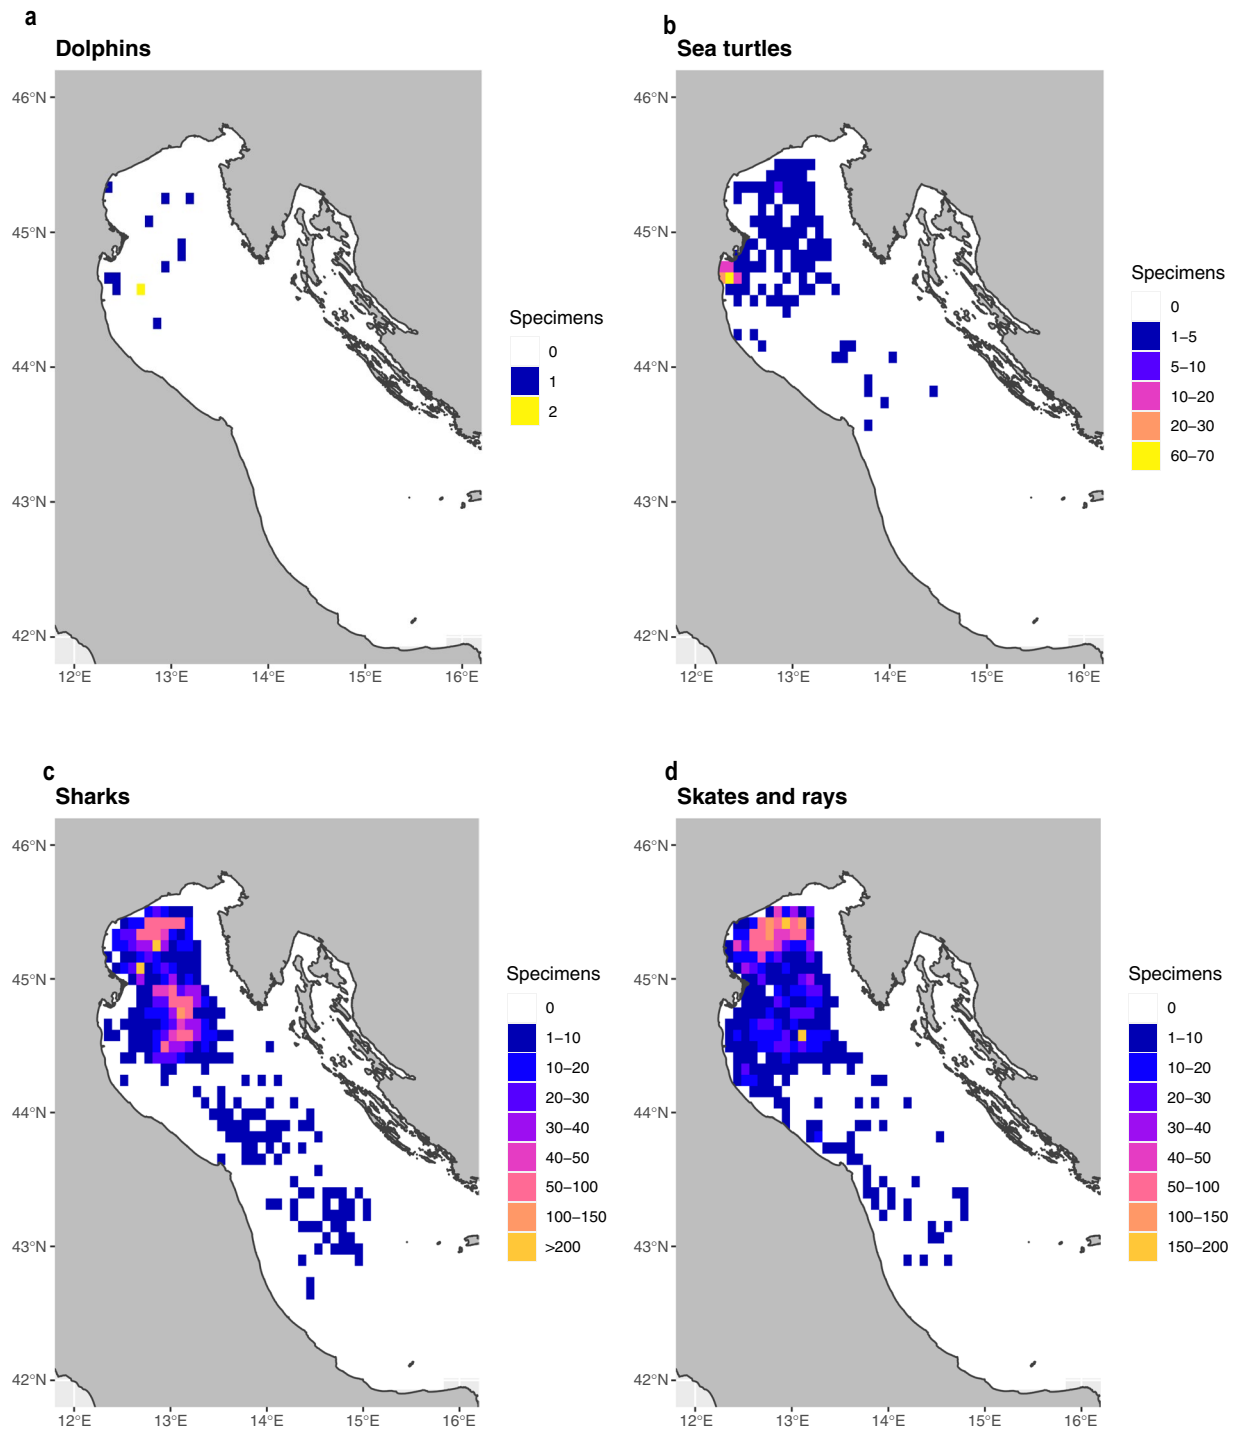 a
Dolphins
46°N
45°N
44°N
43°N
42°N
12°E 13°E 14°E 15°E 16°E
Specimens
0
1
2
b
Sea turtles
46°N
45°N
44°N
43°N
42°N
12°E 13°E 14°E 15°E 16°E
Specimens
0
1−5
5−10
10−20
20−30
60−70
c
Sharks
46°N
45°N
44°N
43°N
42°N
12°E 13°E 14°E 15°E 16°E
Specimens
0
1−10
10−20
20−30
30−40
40−50
50−100
100−150
>200
d
Skates and rays
46°N
45°N
44°N
43°N
42°N
12°E 13°E 14°E 15°E 16°E
Specimens
0
1−10
10−20
20−30
30−40
40−50
50−100
100−150
150−200